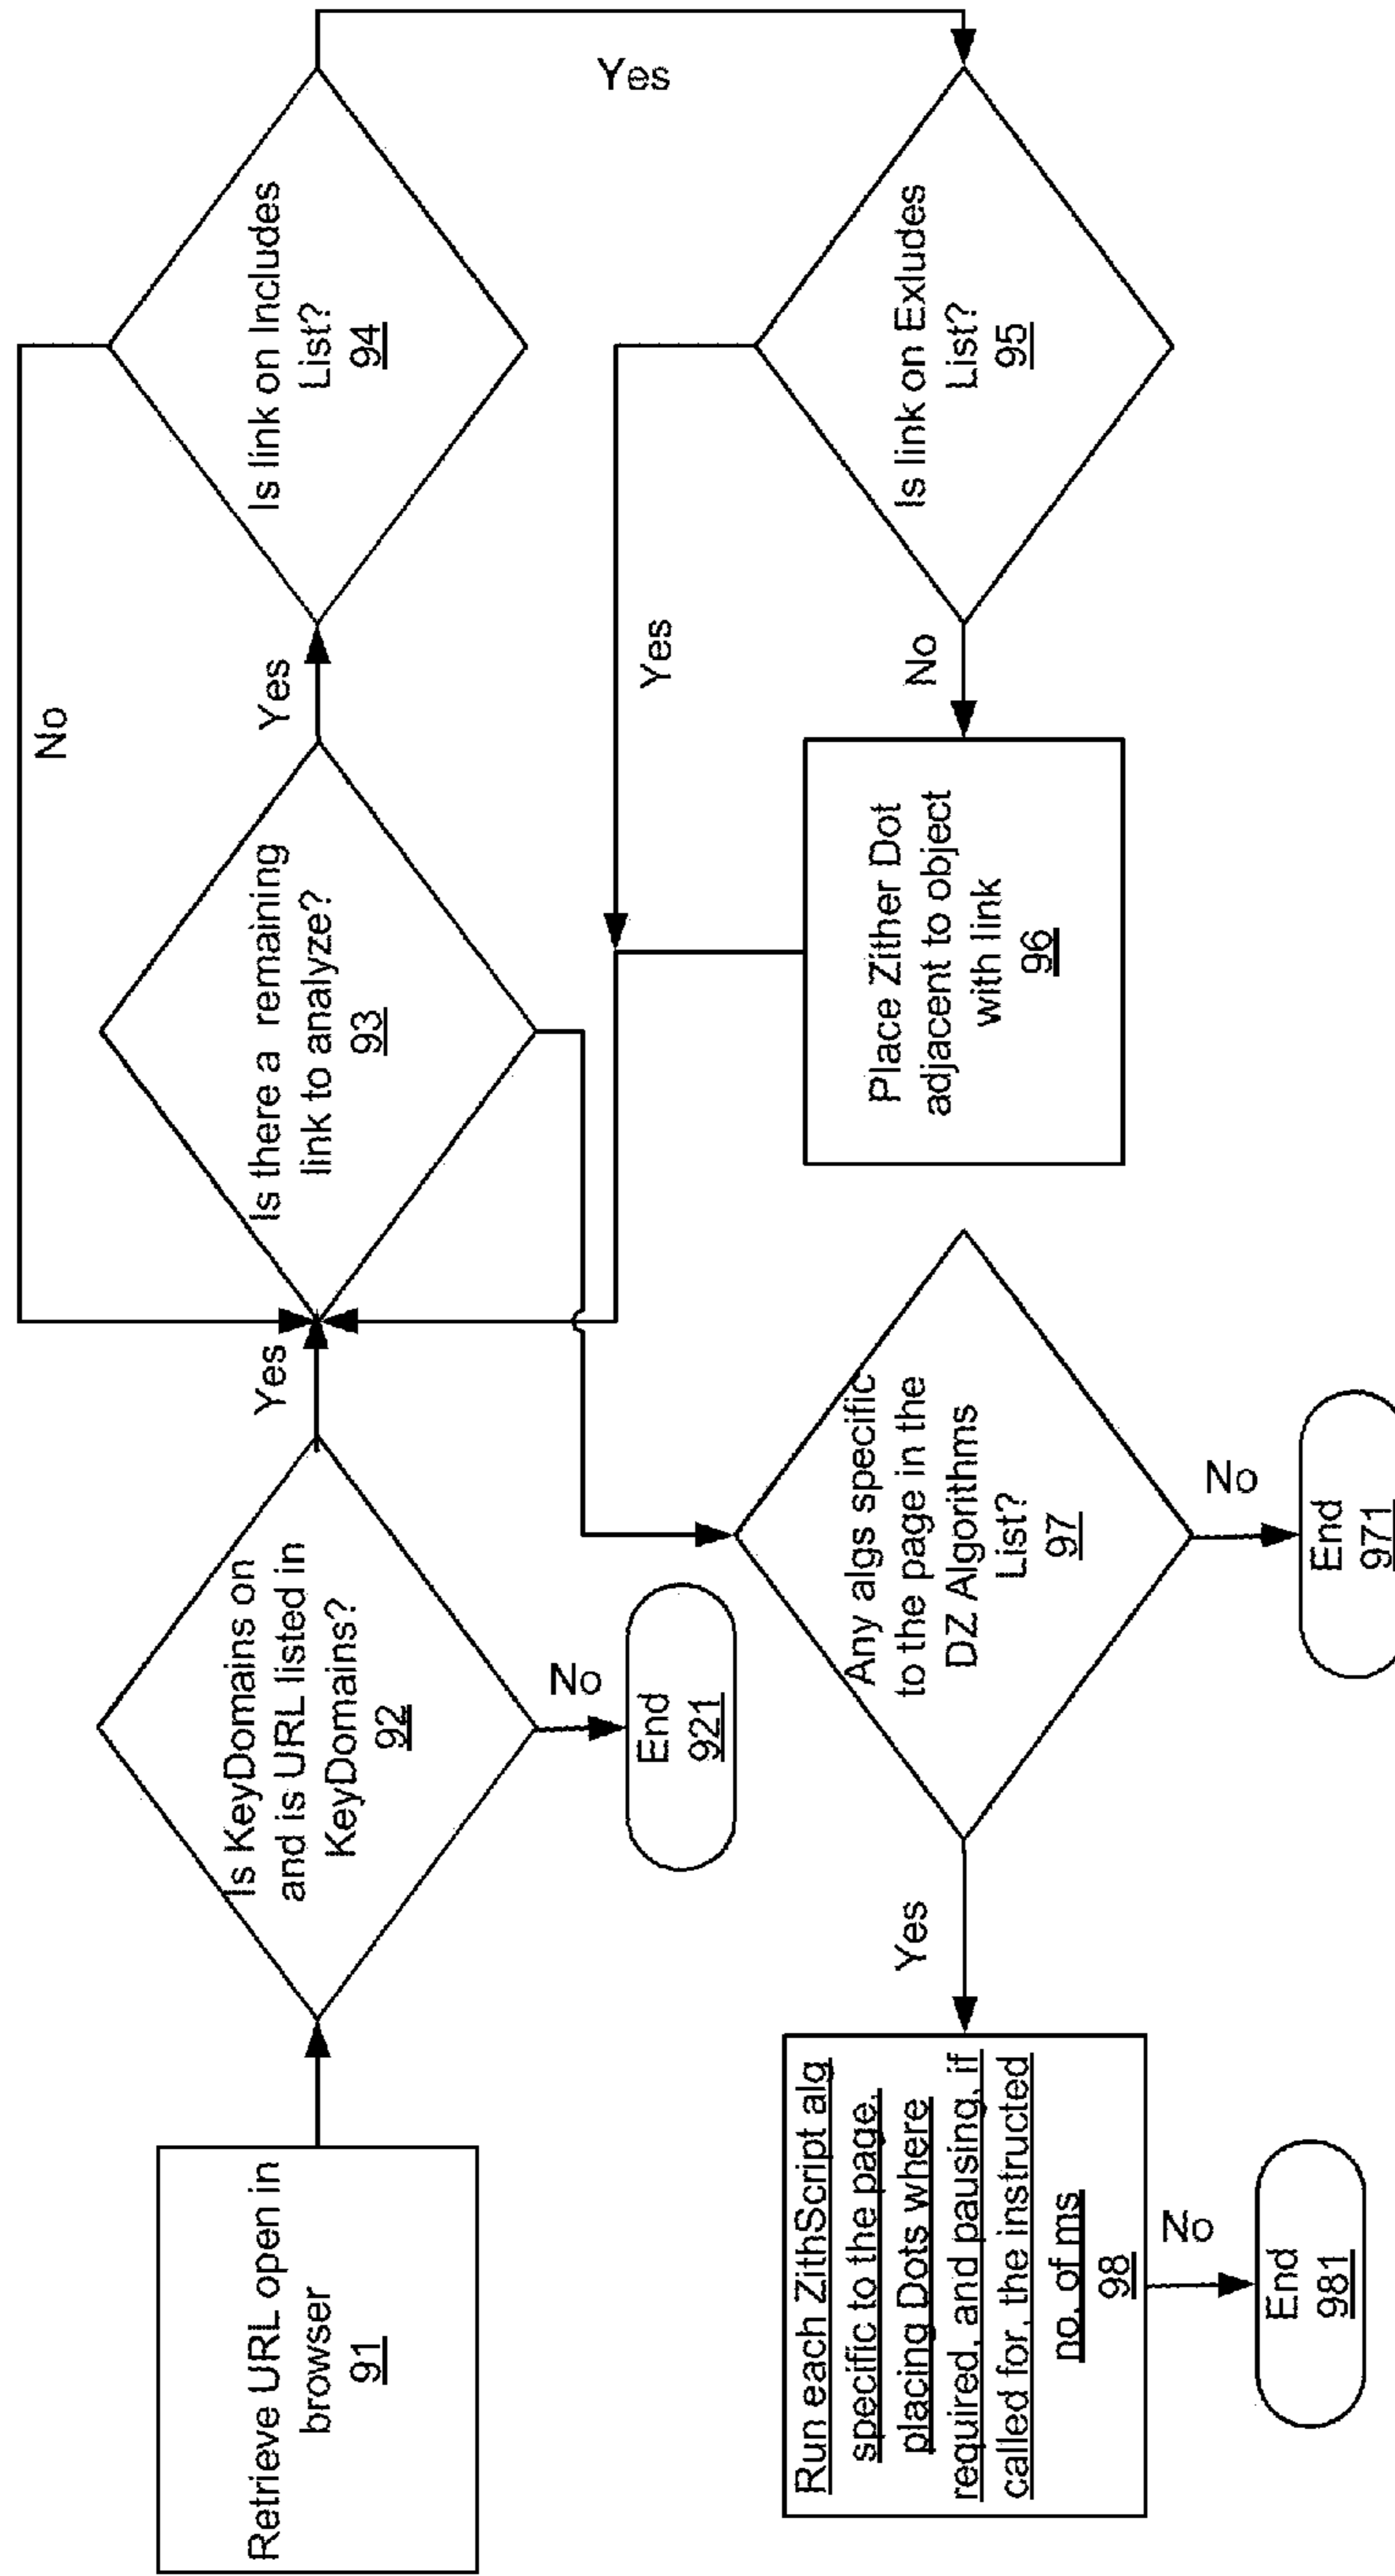 Retrieve URL open in
browser
91
Is KeyDomains on
and is URL listed in
KeyDomains?
92
Yes
No
End
921
Is there a remaining
link to analyze?
93
Yes
Is link on Includes
List?
94
No
Yes
Is link on Exludes
List?
95
Yes
No
Place Zither Dot
adjacent to object
with link
96
Any algs specific
to the page in the
DZ Algorithms
List?
97
No
End
971
Yes
Run each ZithScript alg
specific to the page,
placing Dots where
required, and pausing, if
called for, the instructed
no. of ms
98
No
End
981